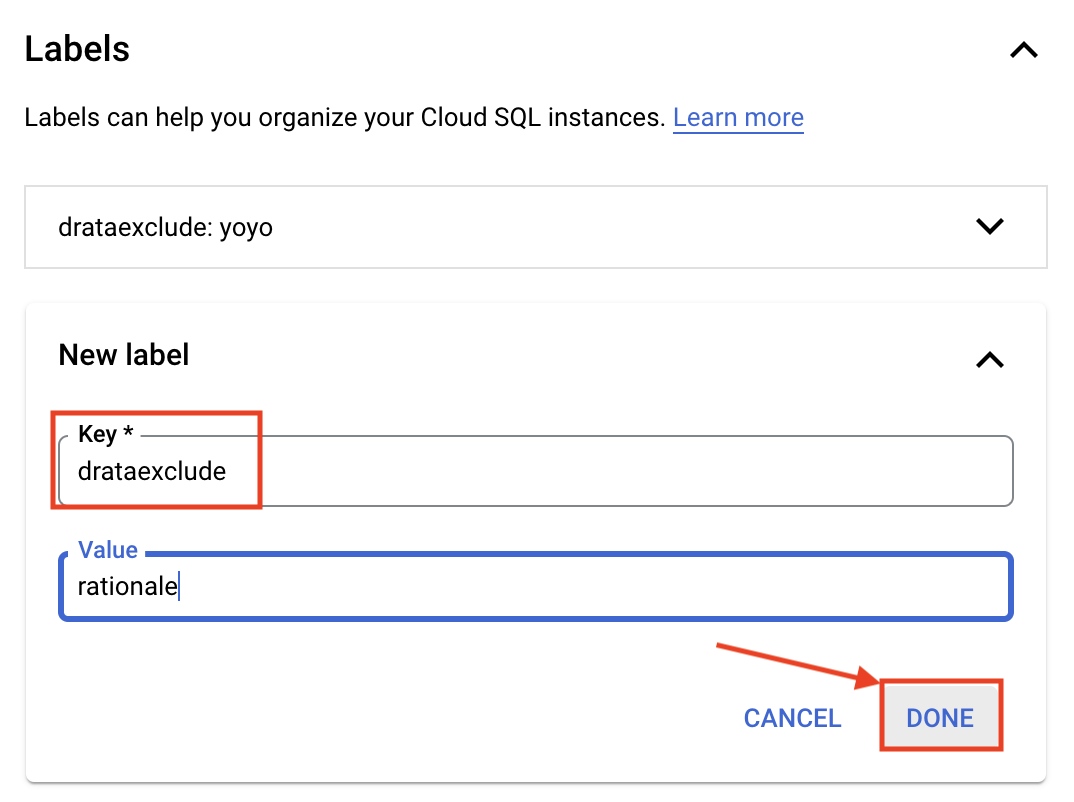 Labels
Labels can help you organize your Cloud SQL instances. Learn more
drataexclude: yoyo
New label
Key *
drataexclude
Value
rationale
CANCEL DONE